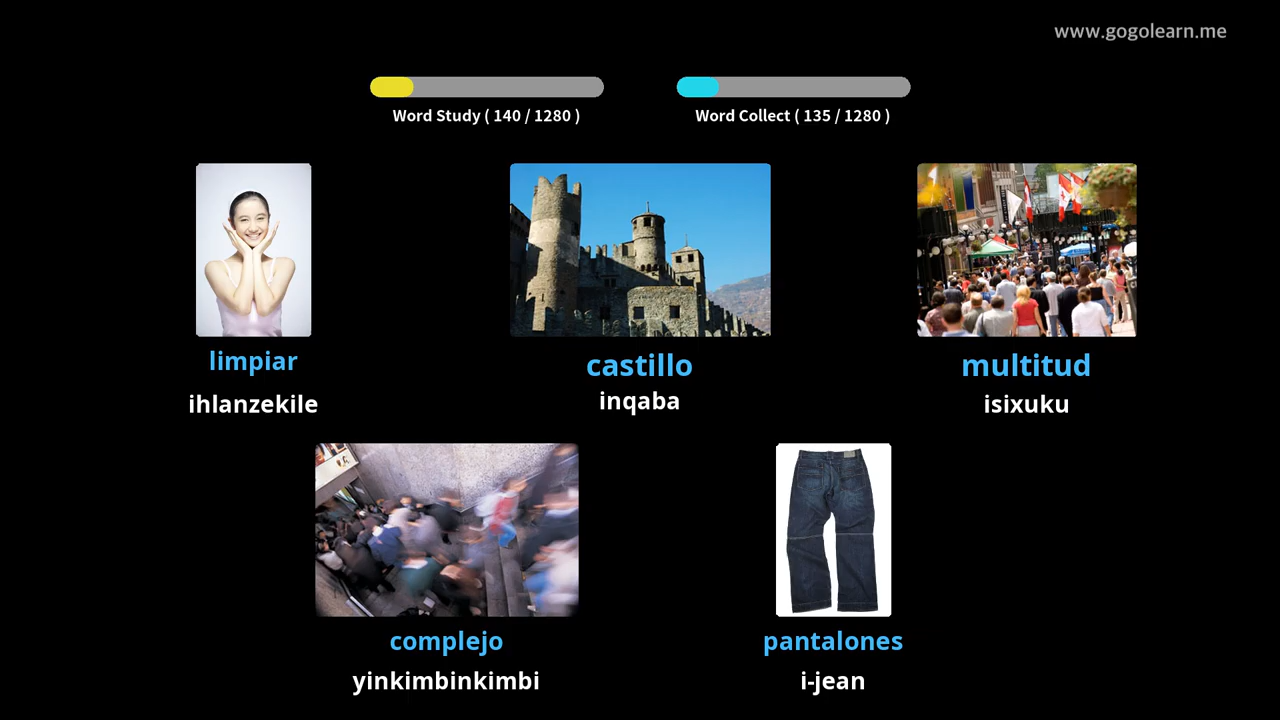 www.gogolearn.me
Word Study ( 140 / 1280 )
Word Collect ( 135 / 1280 )
limpiar
ihlanzekile
castillo
inqaba
multitud
isixuku
complejo
yinkimbinkimbi
pantalones
i-jean